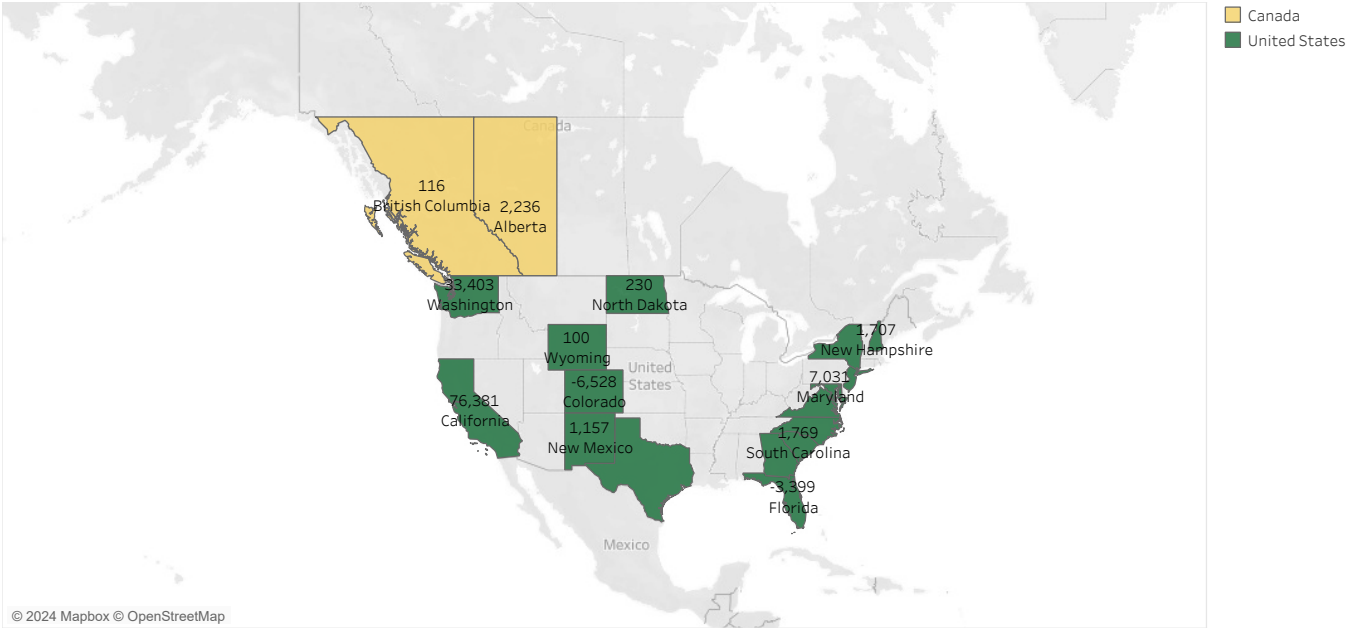 Canada
United States
Canada
116
British Columbia
2,236
Alberta
33,403
Washington
230
North Dakota
1,707
New Hampshire
100
Wyoming
United
States
-6,528
Colorado
7,031
Maryland
76,381
California
1,157
New Mexico
1,769
South Carolina
-3,399
Florida
Mexico
© 2024 Mapbox © OpenStreetMap